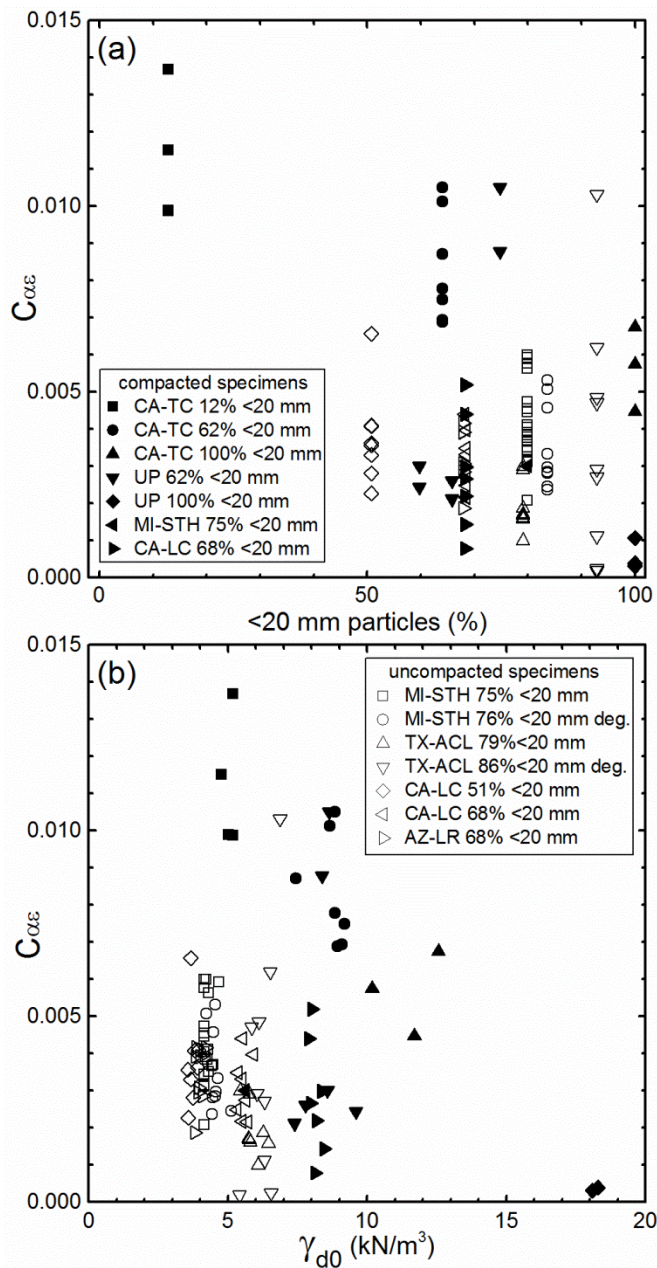 0.015
(a)
0.010
Cαε
0.005
compacted specimens
CA-TC 12% <20 mm
CA-TC 62% <20 mm
CA-TC 100% <20 mm
UP 62% <20 mm
UP 100% <20 mm
MI-STH 75% <20 mm
CA-LC 68% <20 mm
0.000
0 50 100
<20 mm particles (%)
0.015
(b)
uncompacted specimens
MI-STH 75% <20 mm
MI-STH 76% <20 mm deg.
TX-ACL 79%<20 mm
TX-ACL 86%<20 mm deg.
CA-LC 51% <20 mm
CA-LC 68% <20 mm
AZ-LR 68% <20 mm
0.010
Cαε
0.005
0.000
0 5 10 15 20
γd0 (kN/m³)